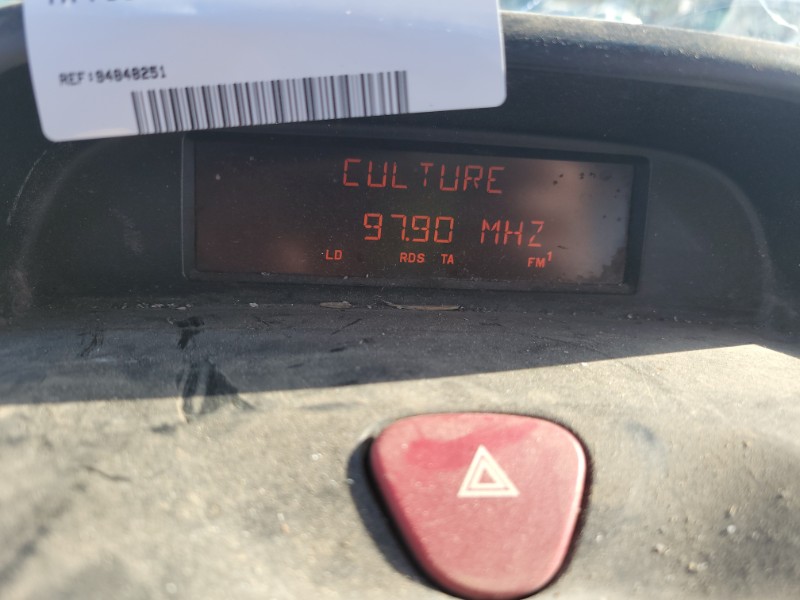 REF:94848251
CULTURE
97.90 MHZ
LD RDS TA FM1